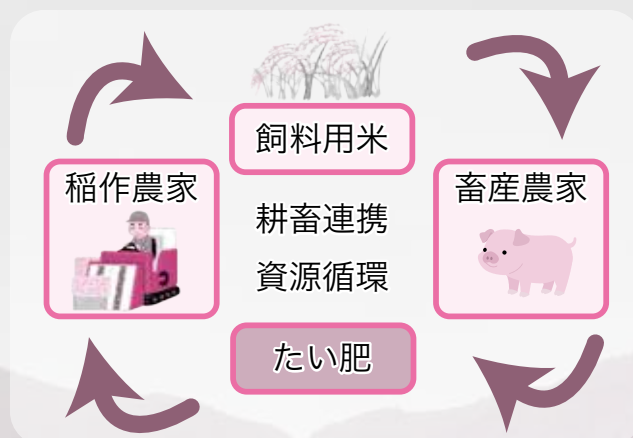 飼料用米
稲作農家
畜産農家
耕畜連携
資源循環
たい肥